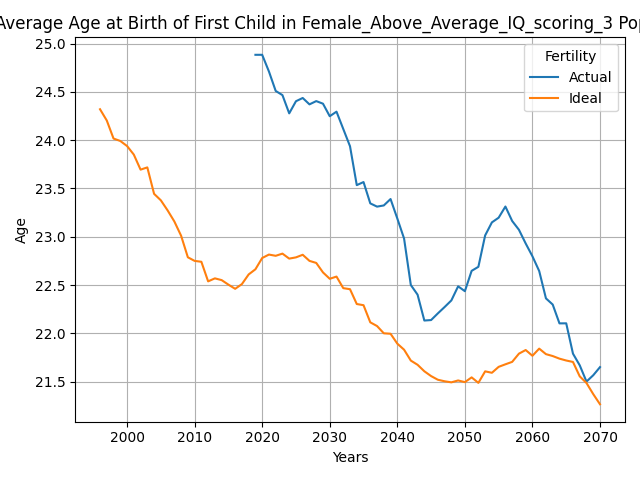 Average Age at Birth of First Child in Female_Above_Average_IQ_scoring_3
Fertility
Actual
Ideal
25.0
24.5
24.0
23.5
23.0
22.5
22.0
21.5
Age
2000 2010 2020 2030 2040 2050 2060 2070
Years